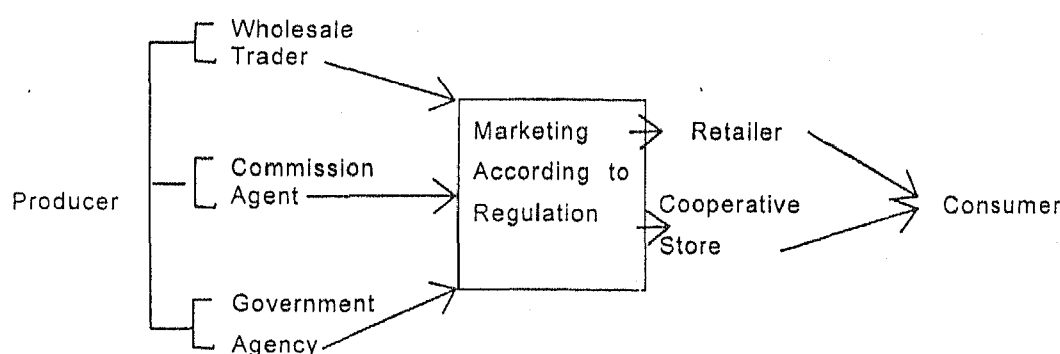 Producer
Wholesale
Trader
Commission
Agent
Government
Agency
Marketing
According to
Regulation
Retailer
Cooperative
Store
Consumer